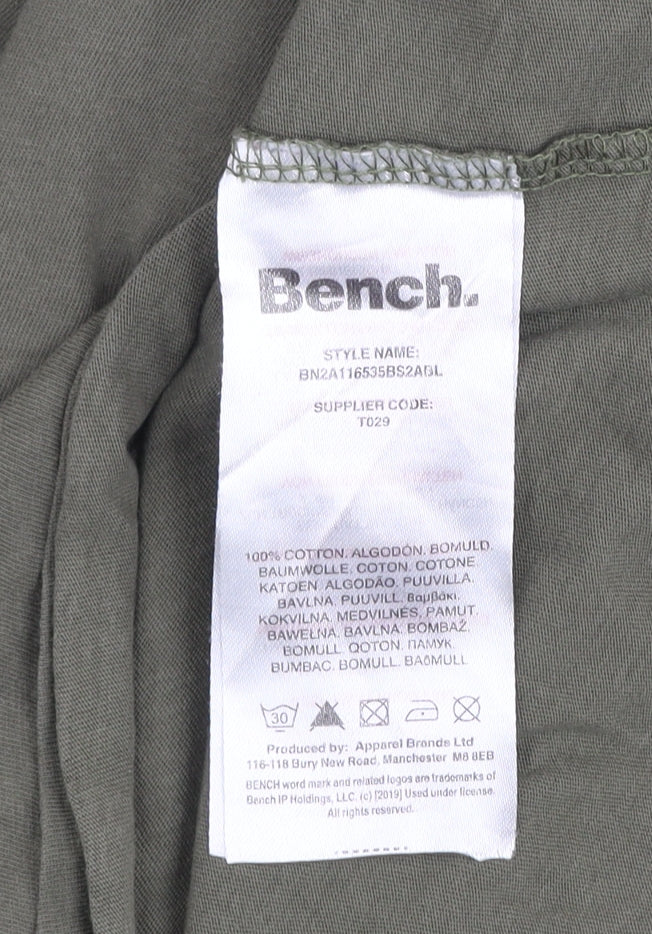 Bench.
STYLE NAME:
BN2A116535BS2ABL
SUPPLIER CODE:
T029
100% COTTON. ALGODÓN. BOMULD.
BAUMWOLLE, COTON. COTONE.
KATOEN. ALGODÃO. PUUVILLA.
BAVLNA. PUUVILL. Βαμβάκι.
KOKVILNA. MEDVILNĖS, PAMUT.
BAWEŁNA. BAVLNA. BOMBAŽ.
BOMULL. QOTON. ПАМУК.
BUMBAC. BOMULL. BAÐMULL
30
Produced by: Apparel Brands Ltd
116-118 Bury New Road, Manchester M8 8EB
BENCH word mark and related logos are trademarks of
Bench IP Holdings, LLC. (c) [2019] Used under license.
All rights reserved.